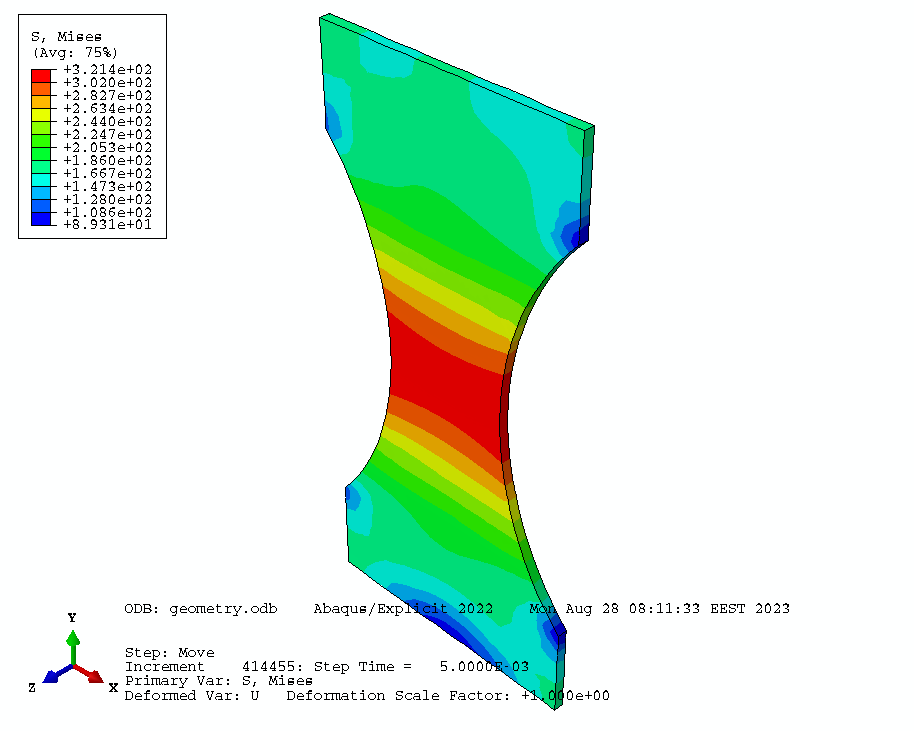 S, Mises
(Avg: 75%)
+3.214e+02
+3.020e+02
+2.827e+02
+2.634e+02
+2.440e+02
+2.247e+02
+2.053e+02
+1.860e+02
+1.667e+02
+1.473e+02
+1.280e+02
+1.086e+02
+8.931e+01
ODB: geometry.odb Abaqus/Explicit 2022 Mon Aug 28 08:11:33 EEST 2023
Y
Z
X
Step: Move
Increment 414455: Step Time = 5.0000E-03
Primary Var: S, Mises
Deformed Var: U Deformation Scale Factor: +1.000e+00